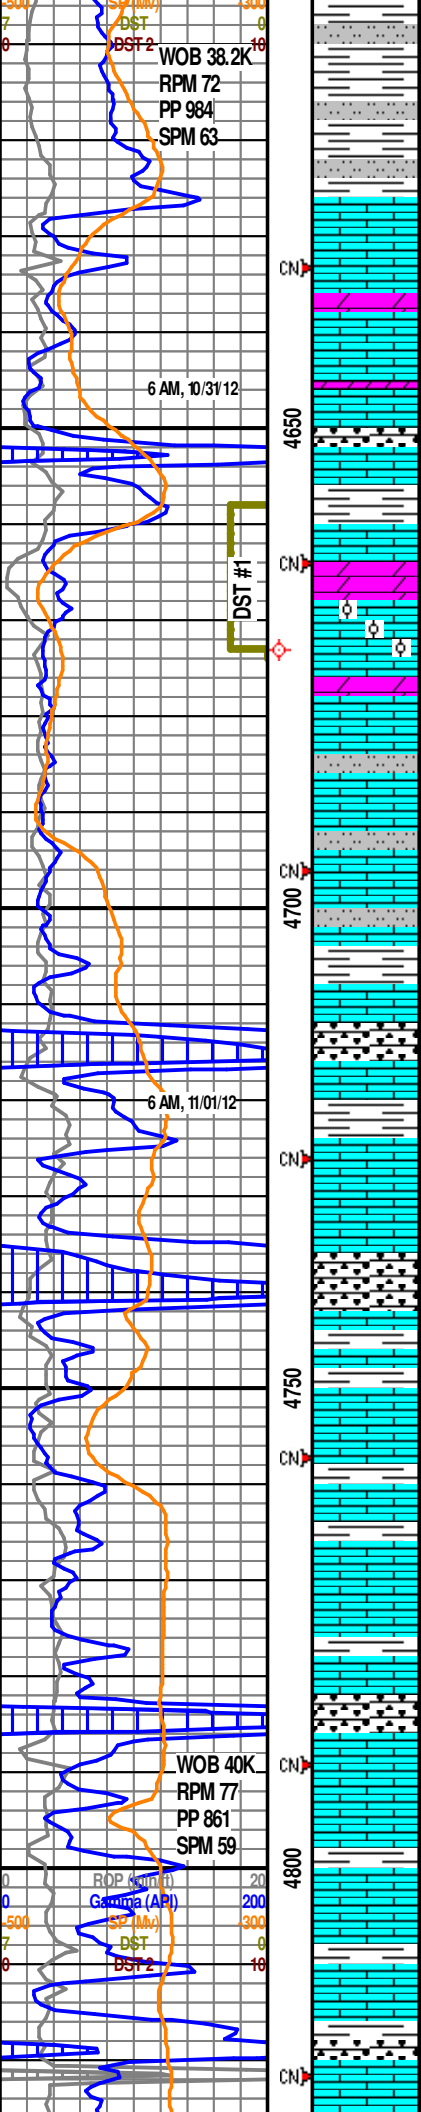 -500 SP (Mv) -300
7 DST 0
0 DST 2 10
WOB 38.2K
RPM 72
PP 984
SPM 63
CN
6 AM, 10/31/12
4650
CN
DST #1
CN
4700
6 AM, 11/01/12
CN
4750
CN
WOB 40K
RPM 77
PP 861
SPM 59
CN
4800
0 ROP (min/ft) 20
0 Gamma (API) 200
-500 SP (Mv) -300
7 DST 0
0 DST 2 10
CN